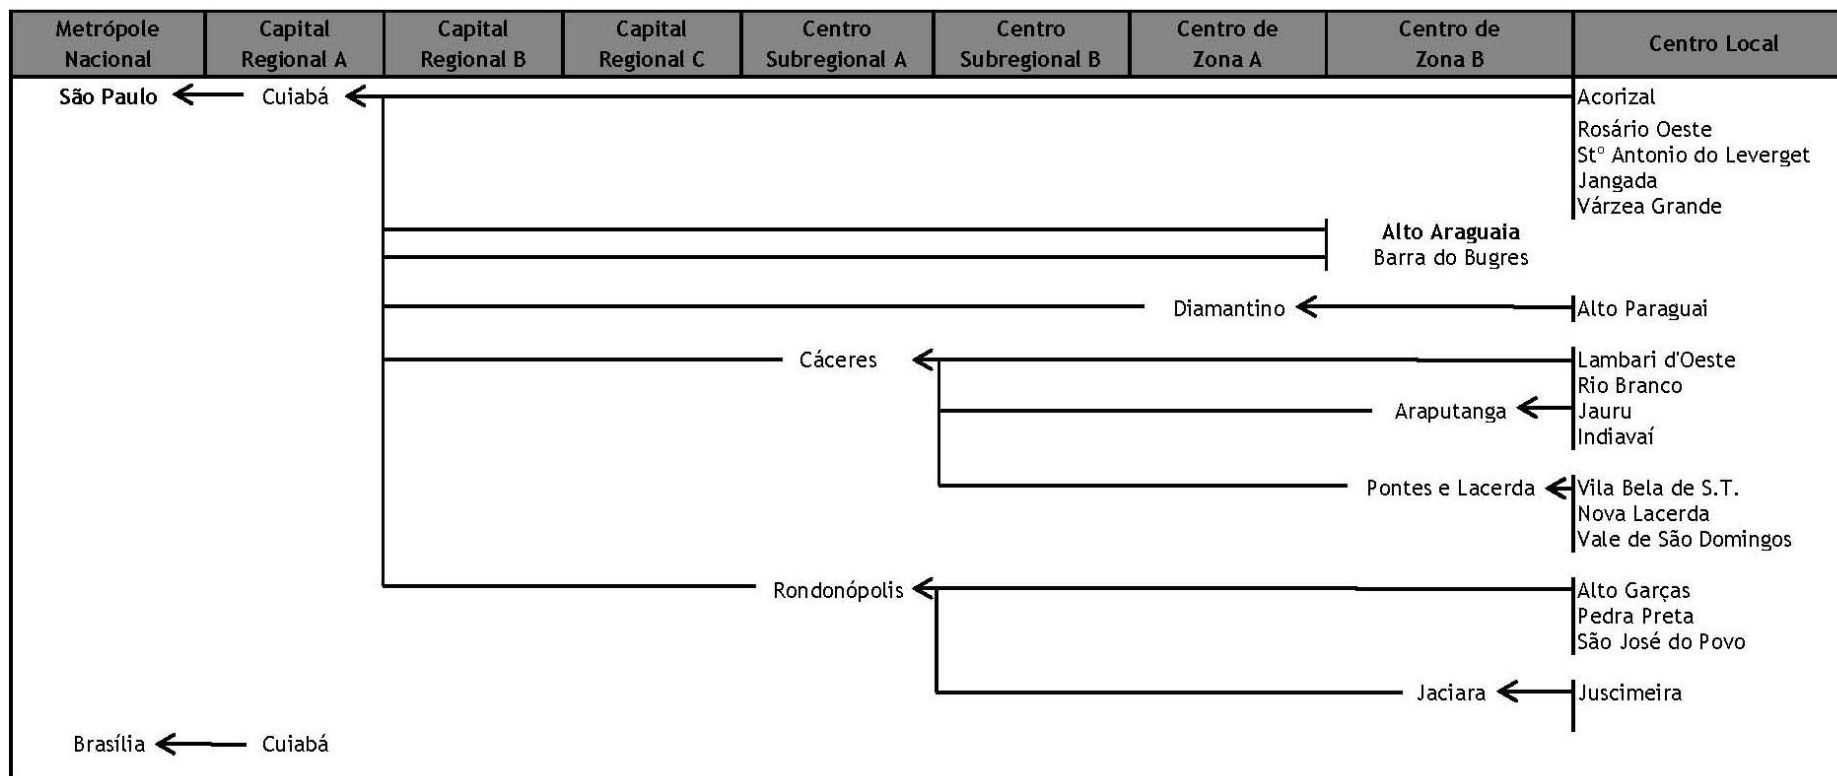 Metrópole Nacional
Capital Regional A
Capital Regional B
Capital Regional C
Centro Subregional A
Centro Subregional B
Centro de Zona A
Centro de Zona B
Centro Local
São Paulo
Cuiabá
Acorizal
Rosário Oeste
Stº Antonio do Leverget
Jangada
Várzea Grande
Alto Araguaia
Barra do Bugres
Diamantino
Alto Paraguai
Cáceres
Lambari d'Oeste
Rio Branco
Araputanga
Jauru
Indiavaí
Pontes e Lacerda
Vila Bela de S.T.
Nova Lacerda
Vale de São Domingos
Rondonópolis
Alto Garças
Pedra Preta
São José do Povo
Jaciara
Juscimeira
Brasília
Cuiabá